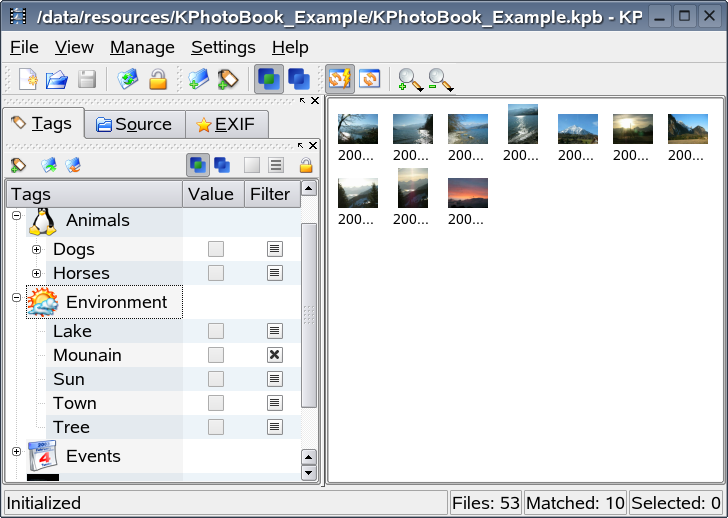 /data/resources/KPhotoBook_Example/KPhotoBook_Example.kpb - KP
File View Manage Settings Help
Tags Source EXIF
Tags Value Filter
Animals
Dogs
Horses
Environment
Lake
Mounain
Sun
Town
Tree
4
Events
200... 200... 200... 200... 200... 200... 200...
200... 200... 200...
Initialized Files: 53 Matched: 10 Selected: 0